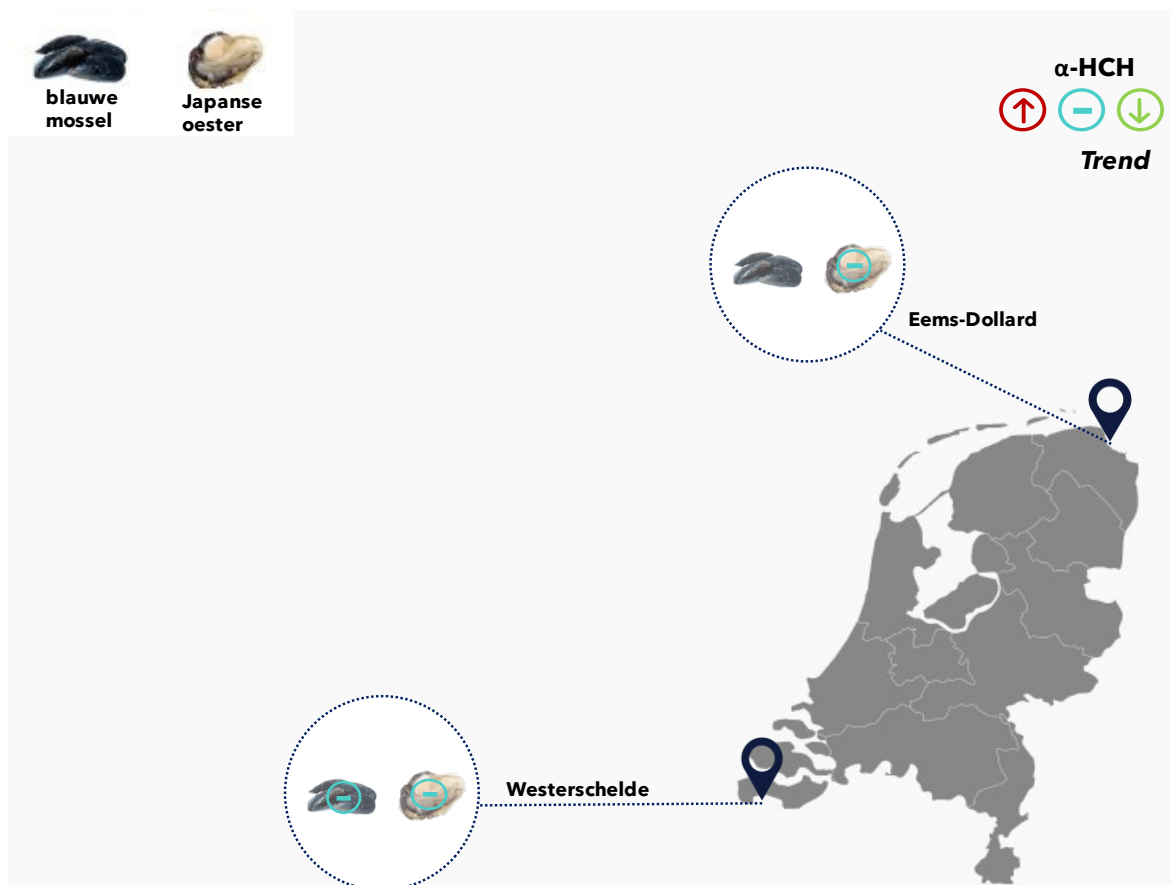 blauwe
mossel
Japanse
oester
α-HCH
Trend
Eems-Dollard
Westerschelde